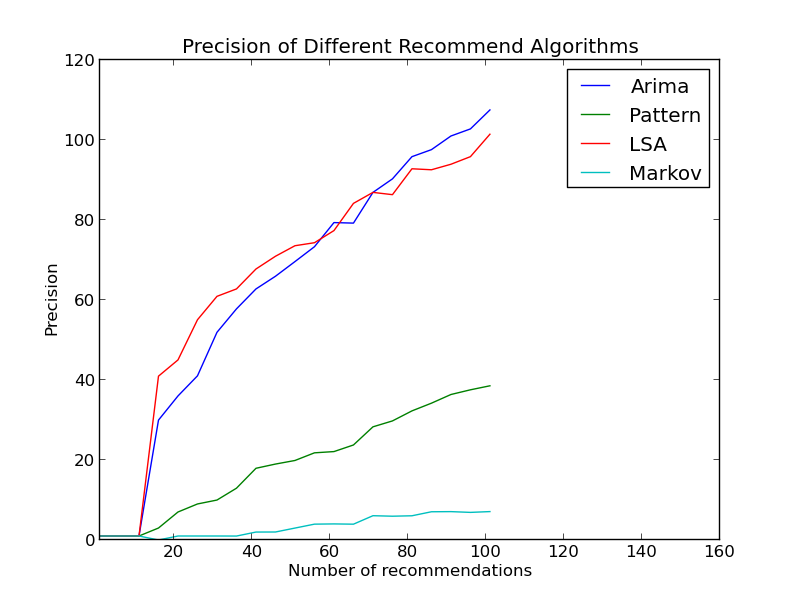 Precision of Different Recommend Algorithms
120
100
80
60
40
20
0
Precision
20 40 60 80 100 120 140 160
Number of recommendations
Arima
Pattern
LSA
Markov